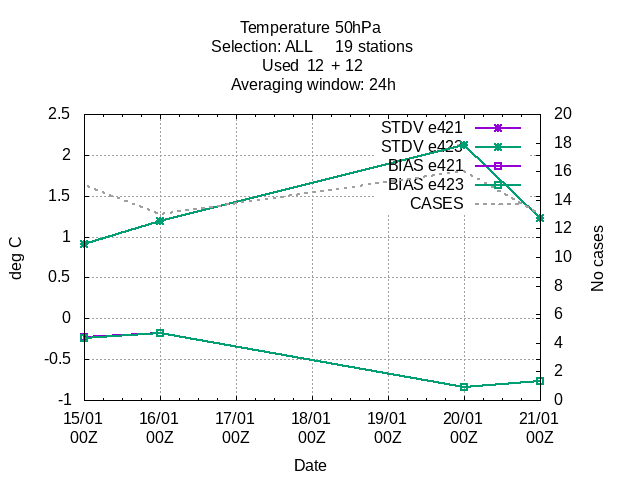 Temperature 50hPa
Selection: ALL 19 stations
Used 12 + 12
Averaging window: 24h
2.5
2
1.5
1
0.5
0
-0.5
-1
deg C
20
18
16
14
12
10
8
6
4
2
0
No cases
STDV e421
STDV e423
BIAS e421
BIAS e423
CASES
15/01 16/01 17/01 18/01 19/01 20/01 21/01
00Z 00Z 00Z 00Z 00Z 00Z 00Z
Date